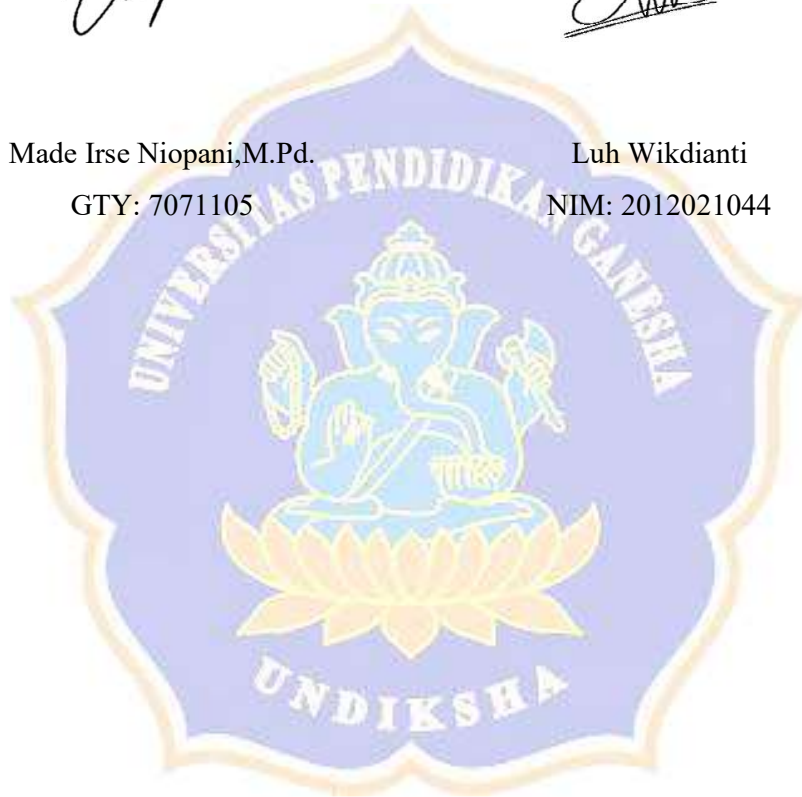 Made Irse Niopani,M.Pd. Luh Wikdianti
GTY: 7071105 NIM: 2012021044
UNIVERSITAS PENDIDIKAN GANESHA
UNDIKSHA